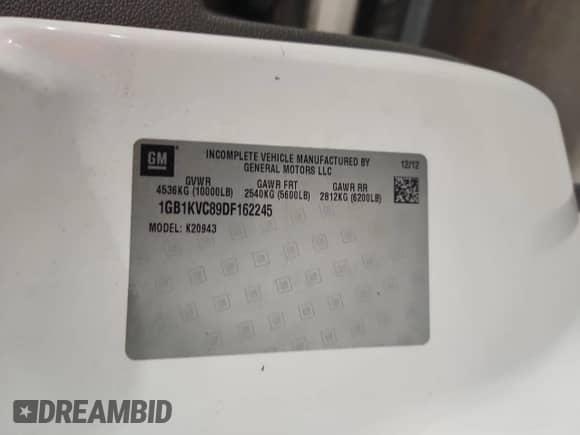 GM
INCOMPLETE VEHICLE MANUFACTURED BY
GENERAL MOTORS LLC
12/12
GVWR GAWR FRT GAWR RR
4536KG (10000LB) 2540KG (5600LB) 2812KG (6200LB)
1GB1KVC89DF162245
MODEL: K20943
DREAMBID